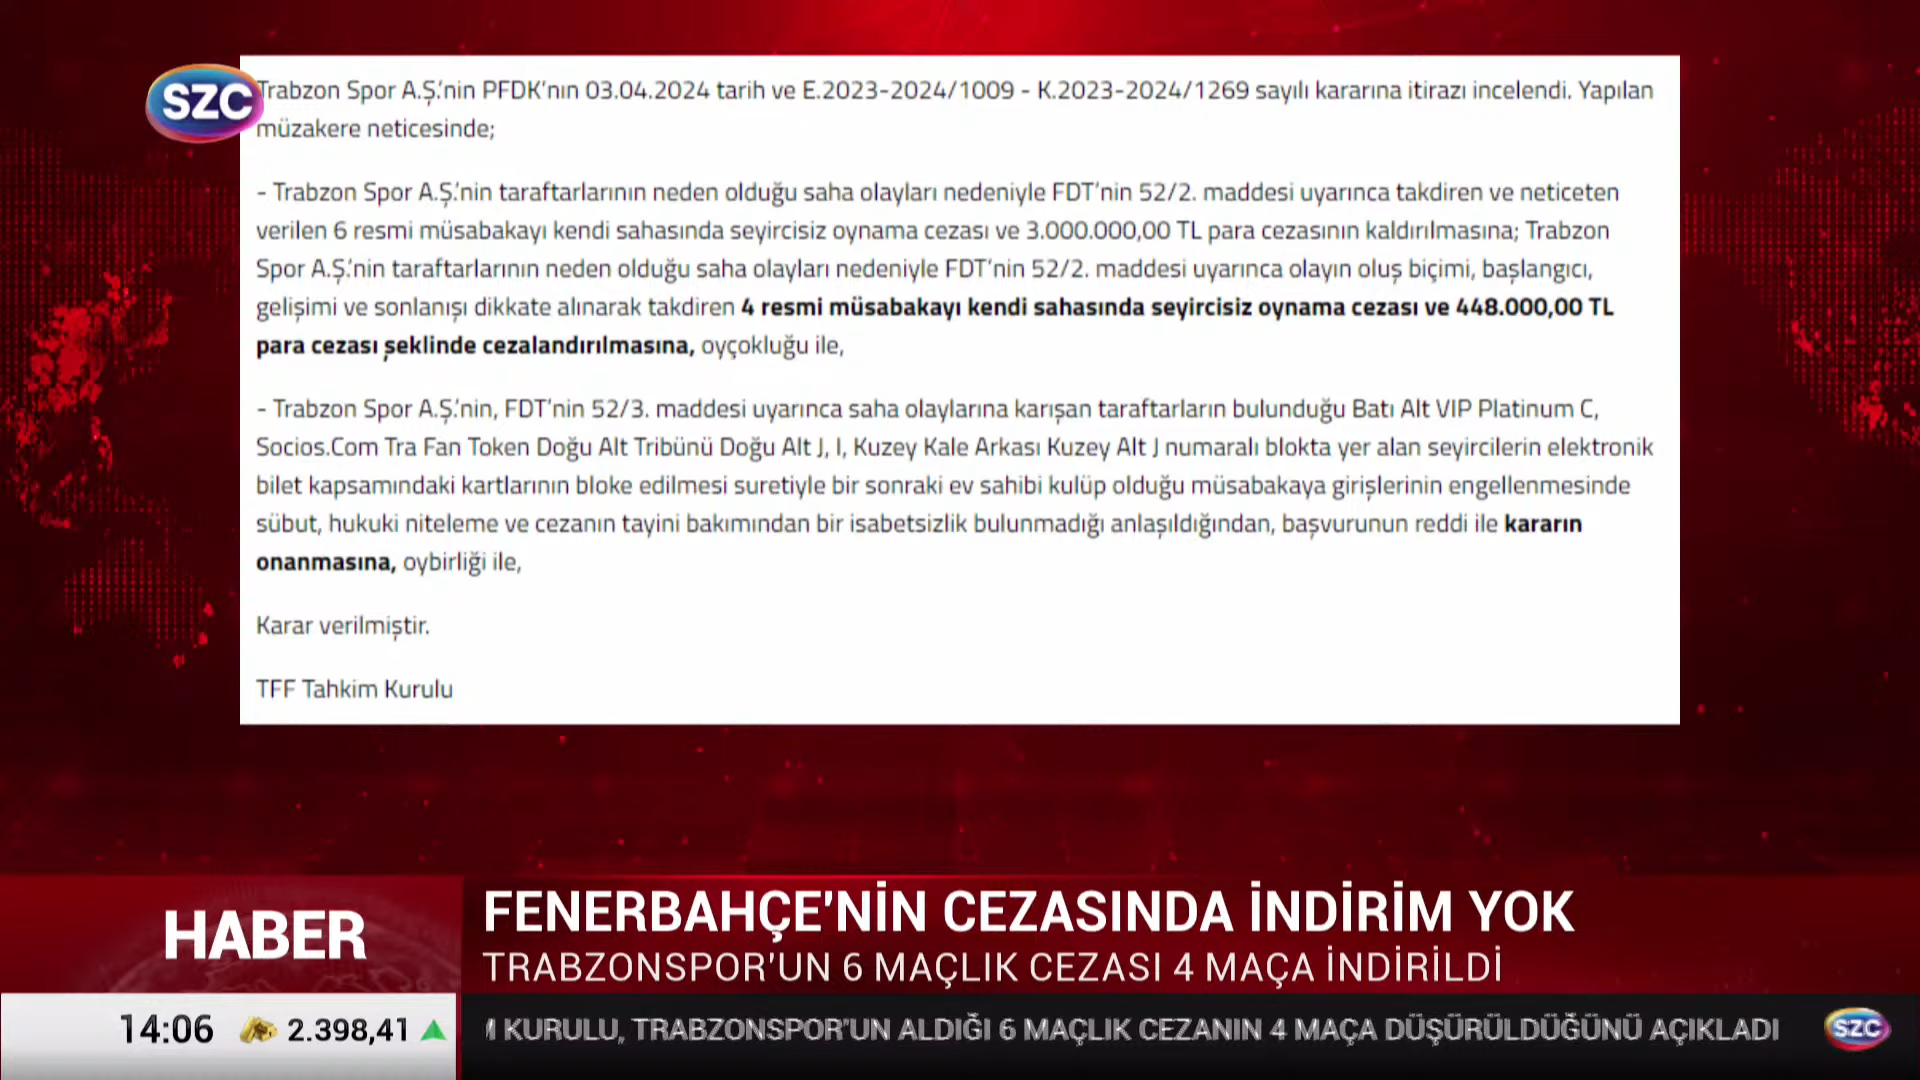 SZC
Trabzon Spor A.Ş.'nin PFDK'nın 03.04.2024 tarih ve E.2023-2024/1009 - K.2023-2024/1269 sayılı kararına itirazı incelendi. Yapılan
müzakere neticesinde;
- Trabzon Spor A.Ş.'nin taraftarlarının neden olduğu saha olayları nedeniyle FDT'nin 52/2. maddesi uyarınca takdiren ve neticeten
verilen 6 resmi müsabakayı kendi sahasında seyircisiz oynama cezası ve 3.000.000,00 TL para cezasının kaldırılmasına; Trabzon
Spor A.Ş.'nin taraftarlarının neden olduğu saha olayları nedeniyle FDT'nin 52/2. maddesi uyarınca olayın oluş biçimi, başlangıcı,
gelişimi ve sonlanışı dikkate alınarak takdiren 4 resmi müsabakayı kendi sahasında seyircisiz oynama cezası ve 448.000,00 TL
para cezası şeklinde cezalandırılmasına, oyçokluğu ile,
- Trabzon Spor A.Ş.'nin, FDT'nin 52/3. maddesi uyarınca saha olaylarına karışan taraftarların bulunduğu Batı Alt VIP Platinum C,
Socios.Com Tra Fan Token Doğu Alt Tribünü Doğu Alt J, I, Kuzey Kale Arkası Kuzey Alt J numaralı blokta yer alan seyircilerin elektronik
bilet kapsamındaki kartlarının bloke edilmesi suretiyle bir sonraki ev sahibi kulüp olduğu müsabakaya girişlerinin engellenmesinde
sübut, hukuki niteleme ve cezanın tayini bakımından bir isabetsizlik bulunmadığı anlaşıldığından, başvurunun reddi ile kararın
onanmasına, oybirliği ile,
Karar verilmiştir.
TFF Tahkim Kurulu
HABER
FENERBAHÇE'NİN CEZASINDA İNDİRİM YOK
TRABZONSPOR'UN 6 MAÇLIK CEZASI 4 MAÇA İNDİRİLDİ
14:06 2.398,41
KURULU, TRABZONSPOR'UN ALDIĞI 6 MAÇLIK CEZANIN 4 MAÇA DÜŞÜRÜLDÜĞÜNÜ AÇIKLADI
SZC